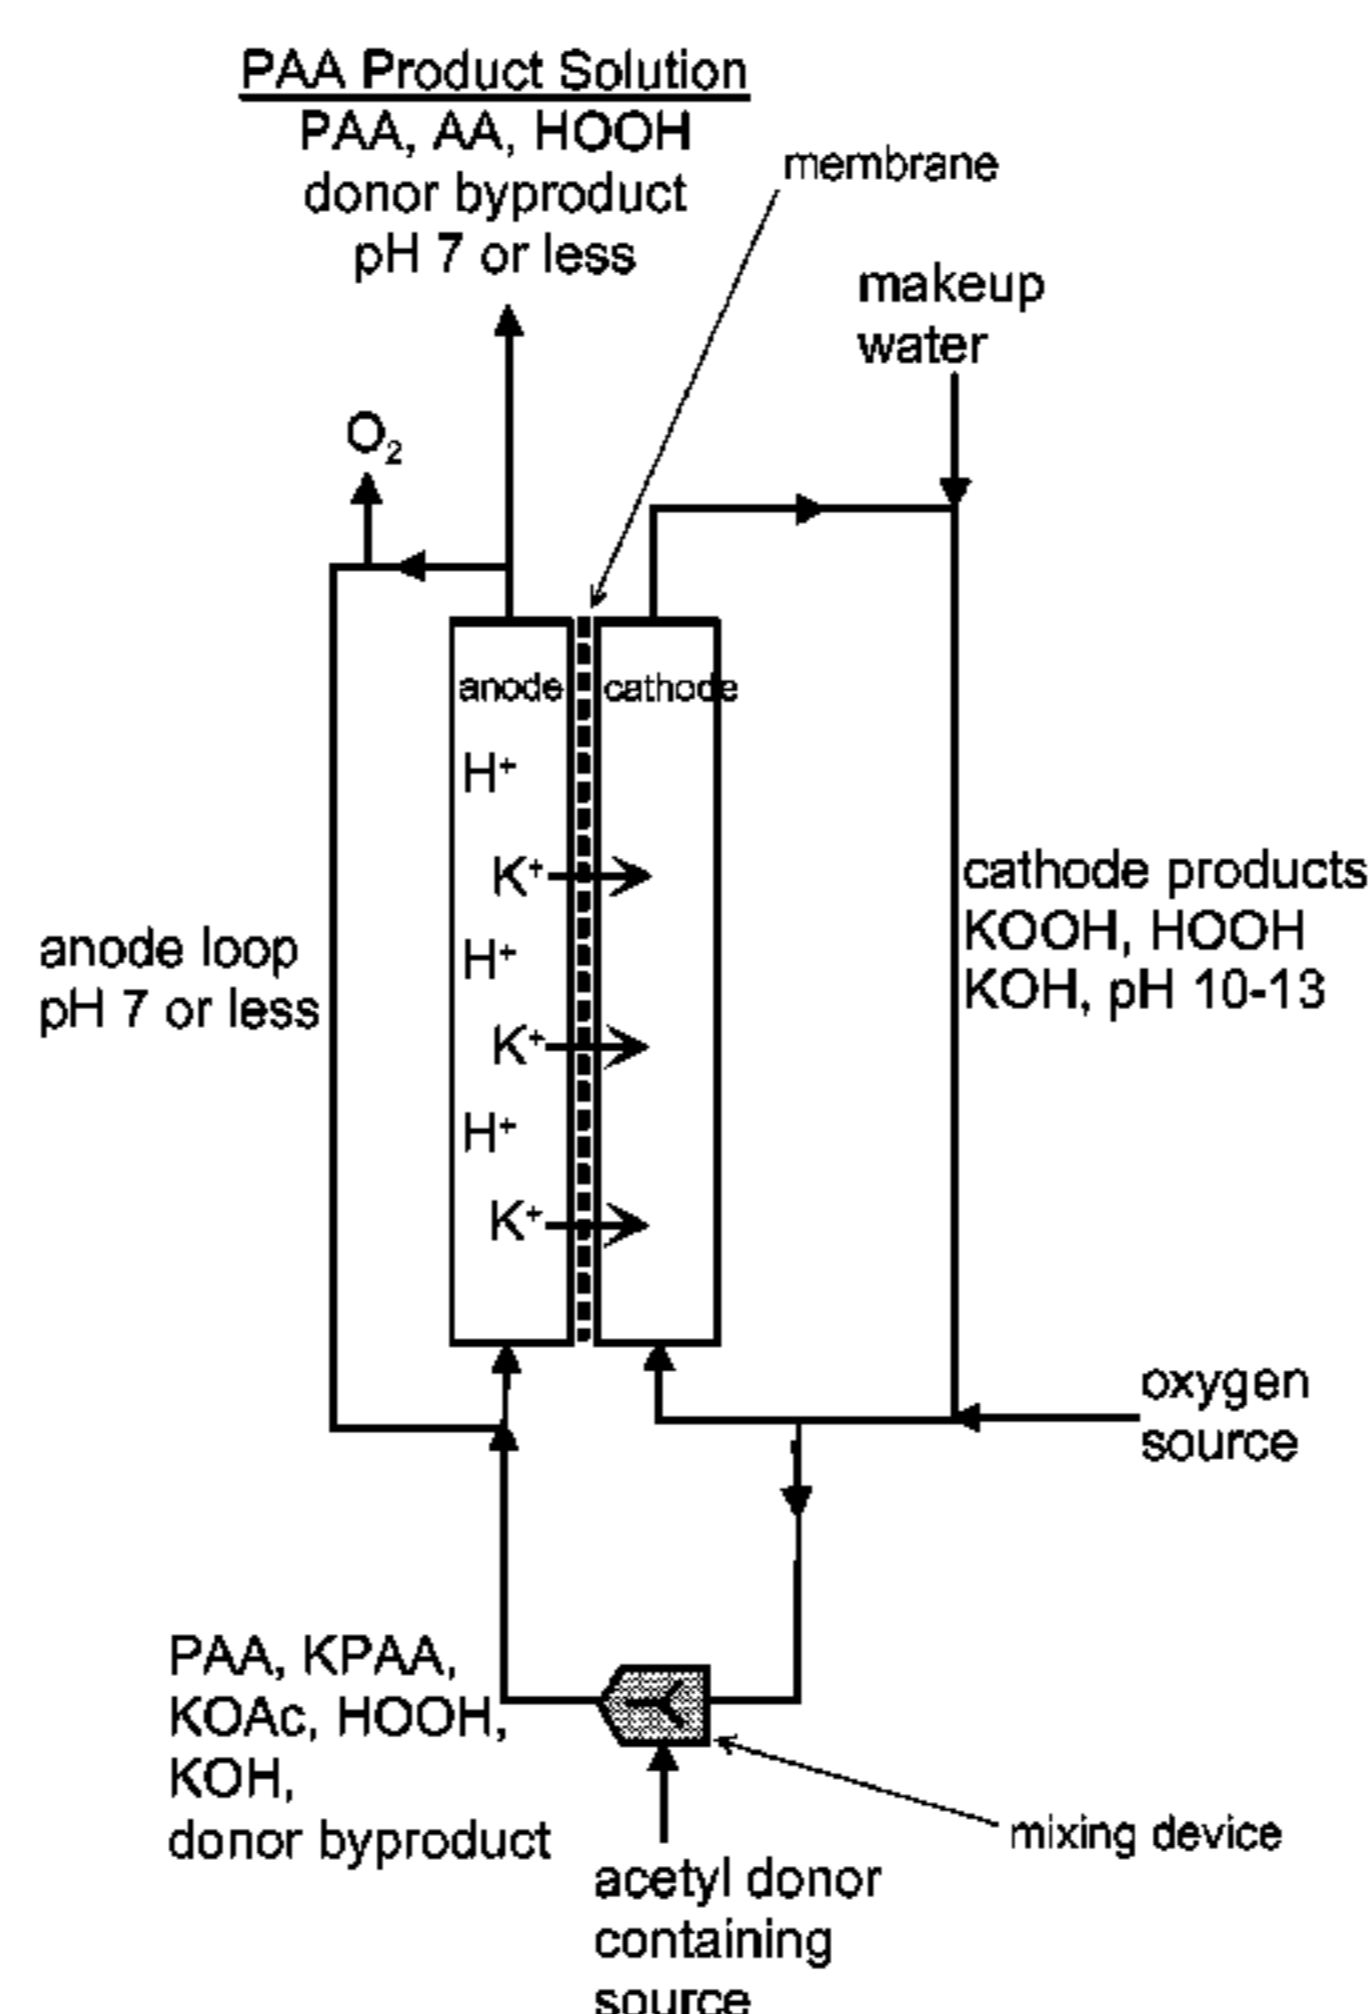 PAA Product Solution
PAA, AA, HOOH
donor byproduct
pH 7 or less
membrane
makeup
water
O₂
anode
cathode
H⁺
K⁺
H⁺
K⁺
H⁺
K⁺
anode loop
pH 7 or less
cathode products
KOOH, HOOH
KOH, pH 10-13
oxygen
source
PAA, KPAA,
KOAc, HOOH,
KOH,
donor byproduct
mixing device
acetyl donor
containing
source